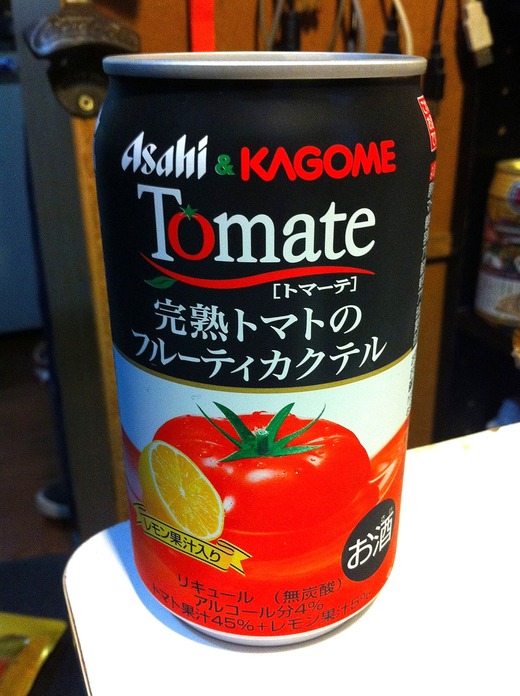 Asahi & KAGOME
Tomate
[トマーテ]
完熟トマトの
フルーティカクテル
レモン果汁入り
お酒
リキュール (無炭酸)
アルコール分4%
トマト果汁45%+レモン果汁5%